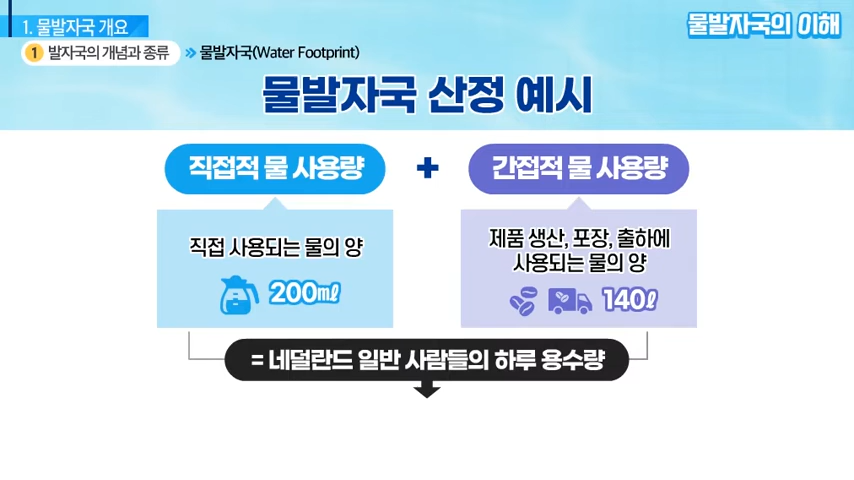 1. 물발자국 개요
물발자국의 이해
1 발자국의 개념과 종류 » 물발자국(Water Footprint)
물발자국 산정 예시
직접적 물 사용량 + 간접적 물 사용량
직접 사용되는 물의 양
200㎖
제품 생산, 포장, 출하에
사용되는 물의 양
140ℓ
= 네덜란드 일반 사람들의 하루 용수량